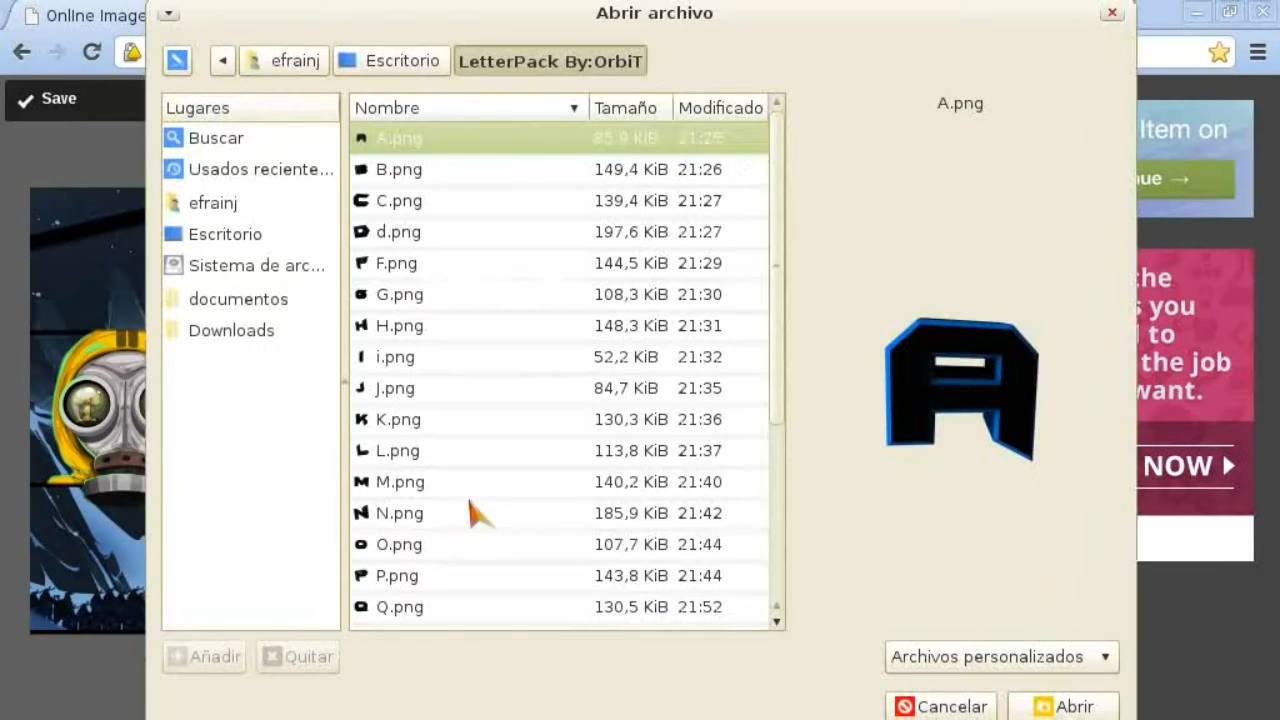 Online Image
Abrir archivo
efrainj
Escritorio
LetterPack By:OrbiT
Save
Lugares
Nombre Tamaño Modificado
A.png
Buscar
Usados reciente...
efrainj
Escritorio
Sistema de arc...
documentos
Downloads
A.png 85,9 KiB 21:26
B.png 149,4 KiB 21:26
C.png 139,4 KiB 21:27
d.png 197,6 KiB 21:27
F.png 144,5 KiB 21:29
G.png 108,3 KiB 21:30
H.png 148,3 KiB 21:31
i.png 52,2 KiB 21:32
J.png 84,7 KiB 21:35
K.png 130,3 KiB 21:36
L.png 113,8 KiB 21:37
M.png 140,2 KiB 21:40
N.png 185,9 KiB 21:42
O.png 107,7 KiB 21:44
P.png 143,8 KiB 21:44
Q.png 130,5 KiB 21:52
A
Añadir
Quitar
Archivos personalizados
Cancelar
Abrir
Item on
nue →
the
s you
to
the job
want.
NOW